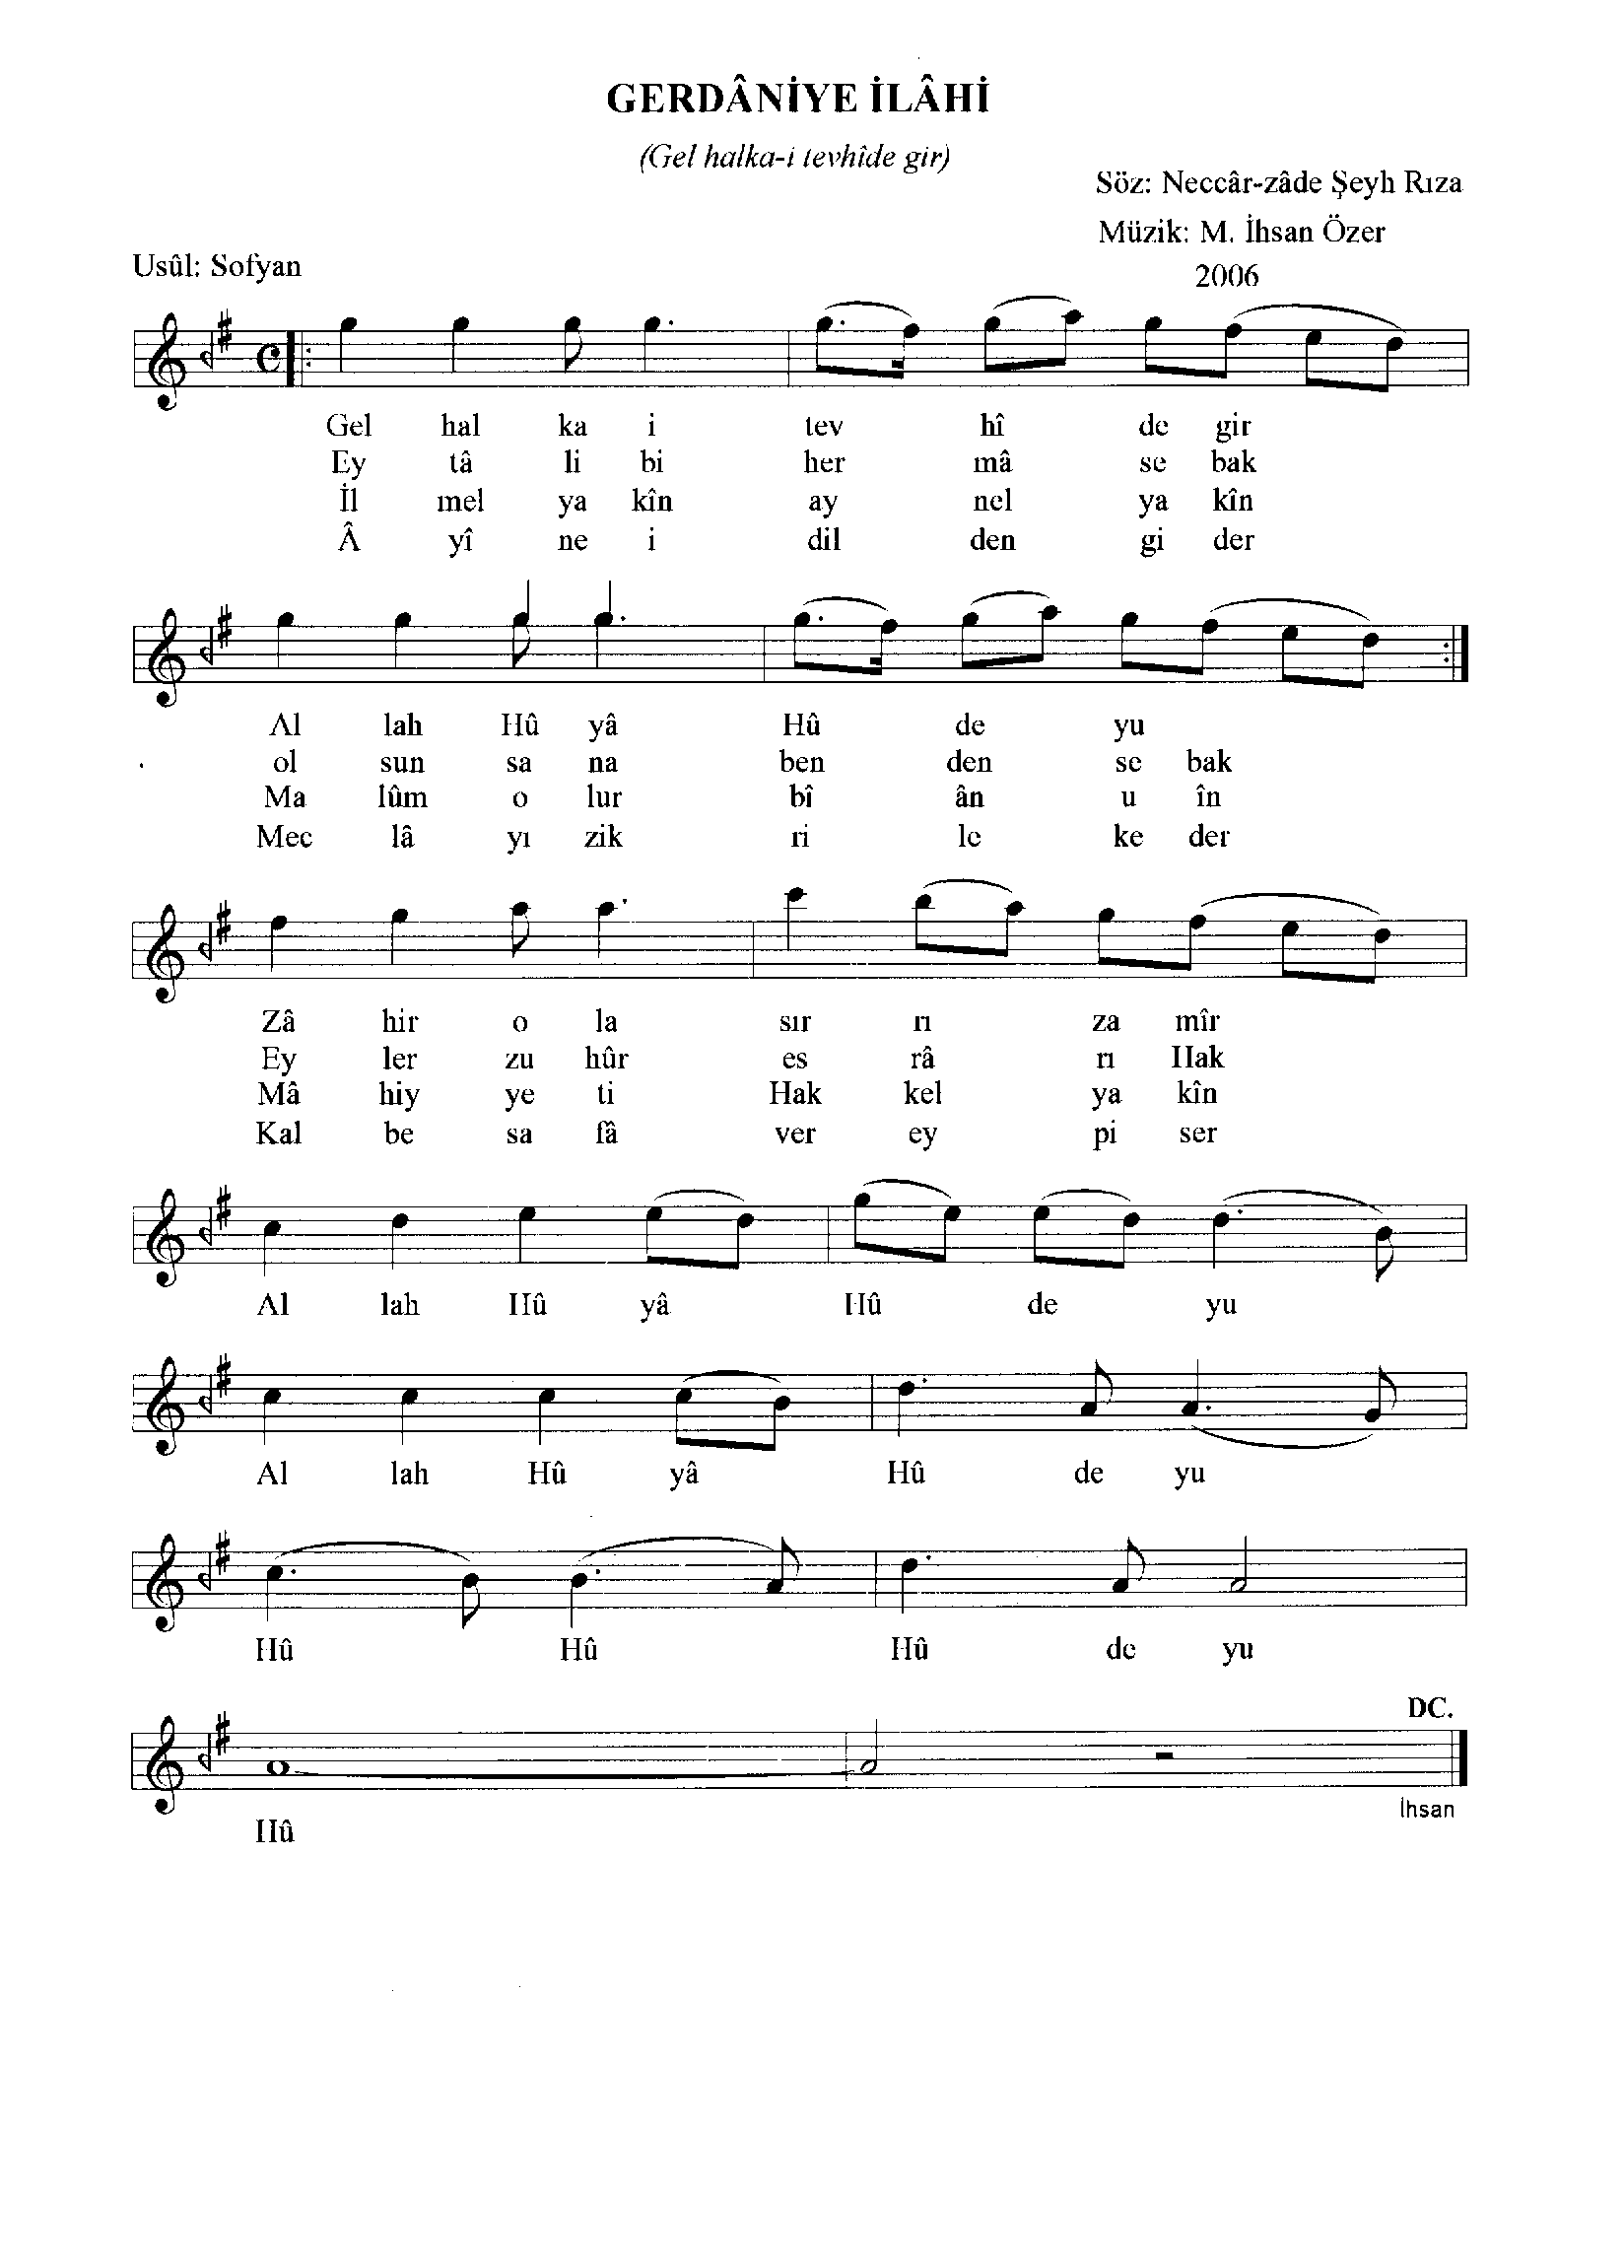 GERDÂNİYE İLÂHİ
(Gel halka-i tevhîde gir)
Söz: Neccâr-zâde Şeyh Rıza
Müzik: M. İhsan Özer
2006
Usûl: Sofyan
Gel hal ka i tev hî de gir
Ey tâ li bi her mâ se bak
İl mel ya kîn ay nel ya kîn
Â yî ne i dil den gi der
Al lah Hû yâ Hû de yu
ol sun sa na ben den se bak
Ma lûm o lur bî ân u în
Mec lâ yı zik ri le ke der
Zâ hir o la sır rı za mîr
Ey ler zu hûr es râ rı Hak
Mâ hiy ye ti Hak kel ya kîn
Kal be sa fâ ver ey pi ser
Al lah Hû yâ Hû de yu
Al lah Hû yâ Hû de yu
Hû Hû Hû de yu
DC.
İhsan
Hû